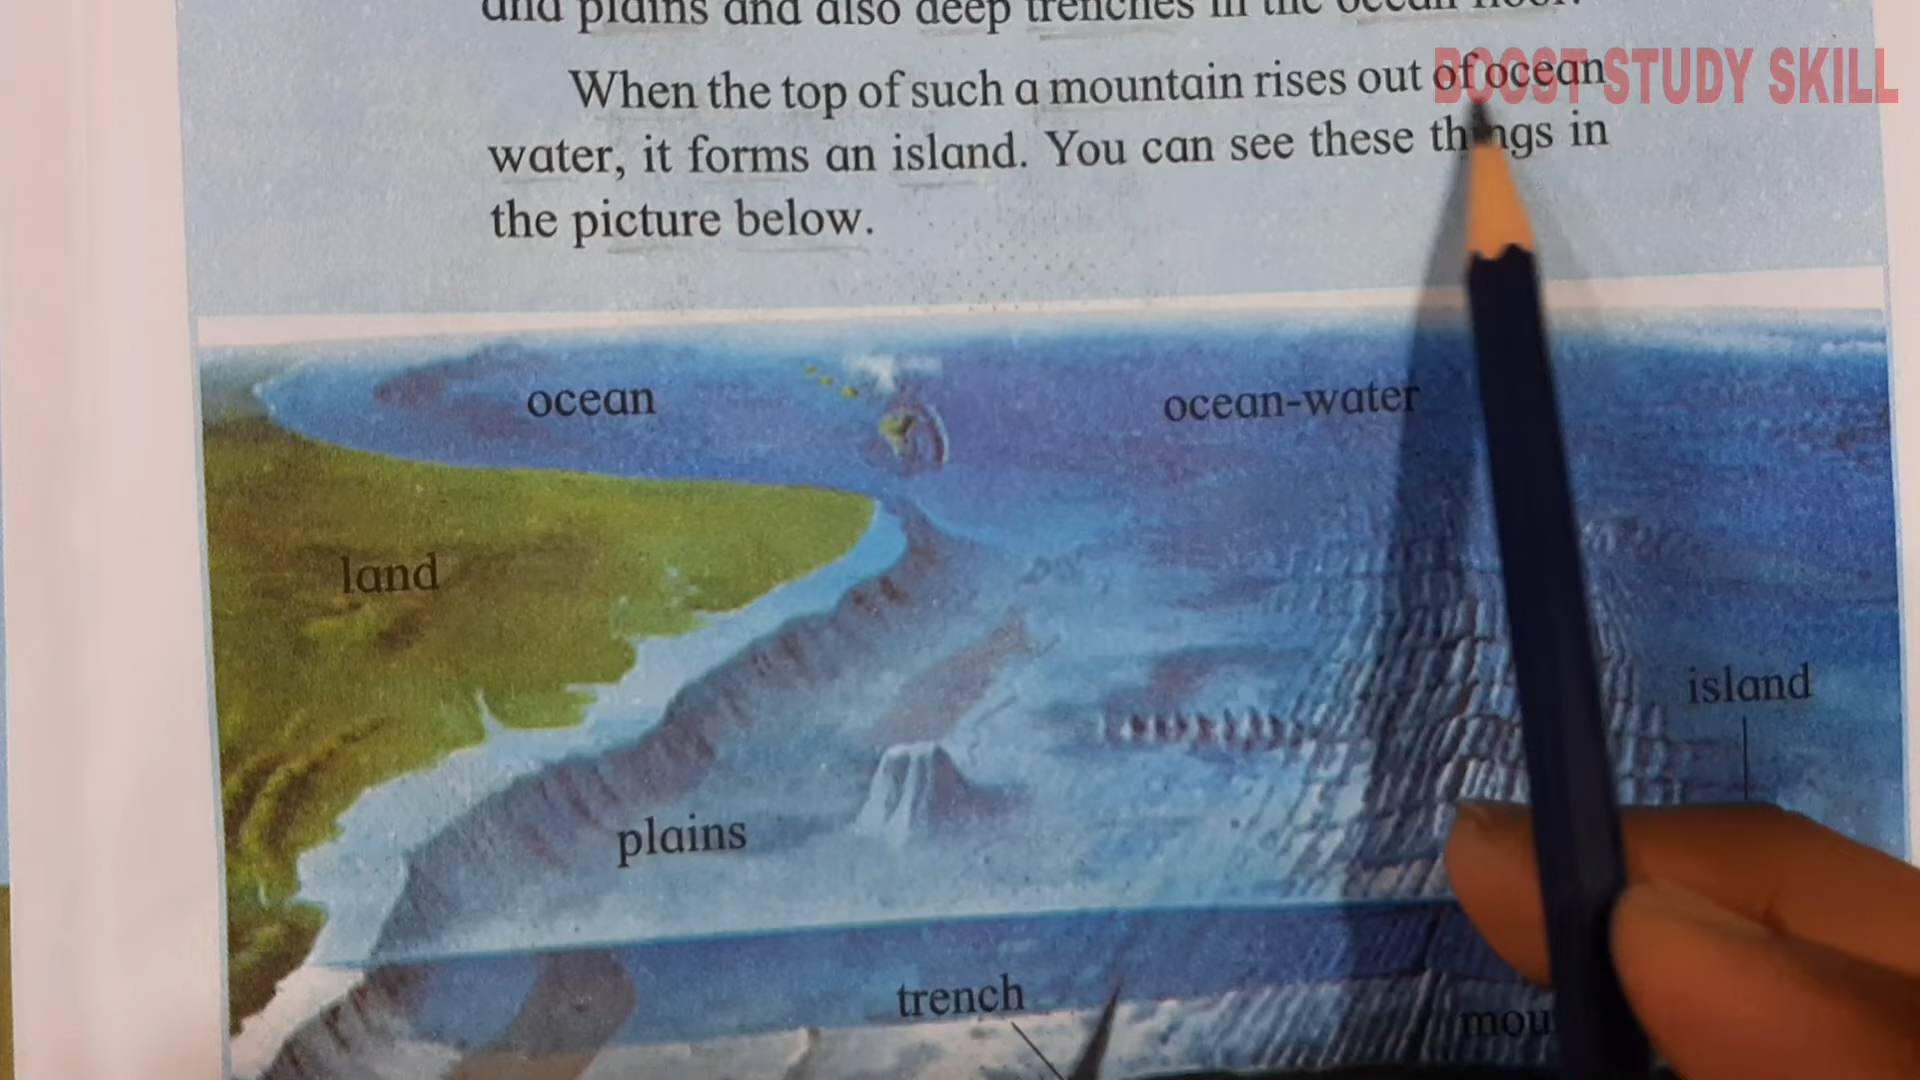 and plains and also deep trenches in the ocean floor.
BOOST STUDY SKILL
When the top of such a mountain rises out of ocean
water, it forms an island. You can see these things in
the picture below.
ocean
ocean-water
land
island
plains
trench
mou